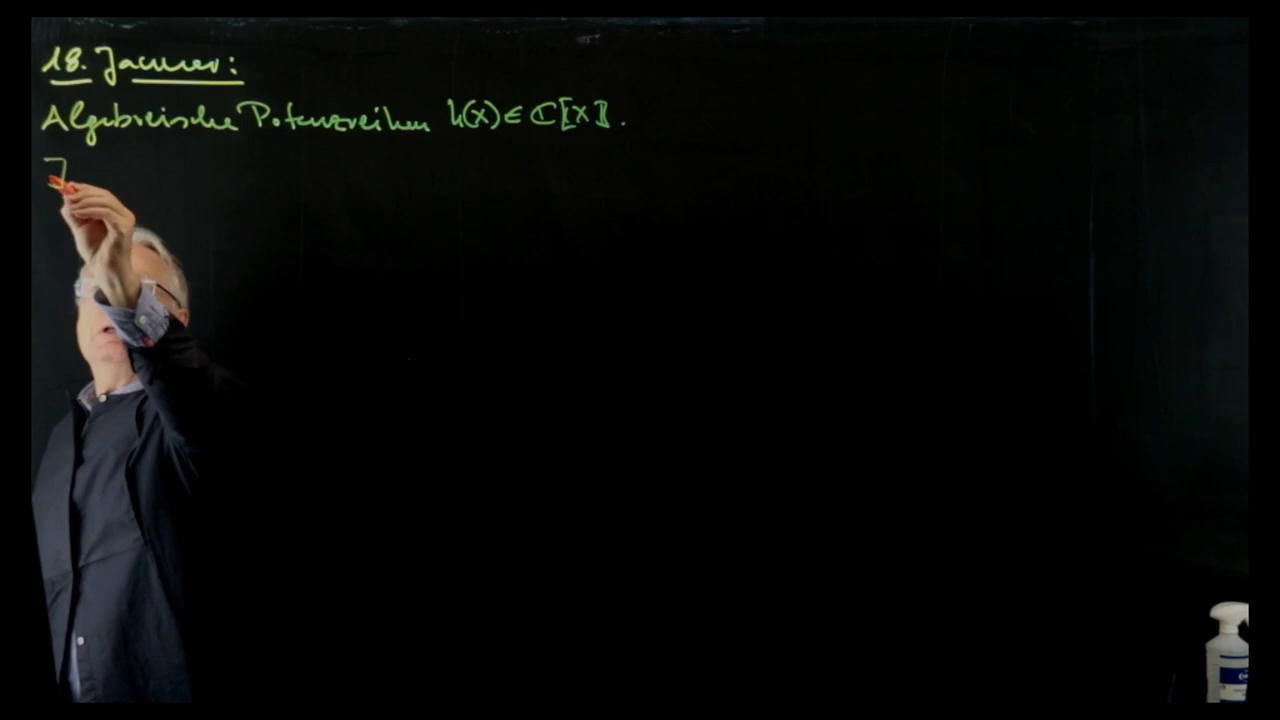 18. Januar:
Algebraische Potenzreihen h(x) ∈ ℂ⟦x⟧.
∃